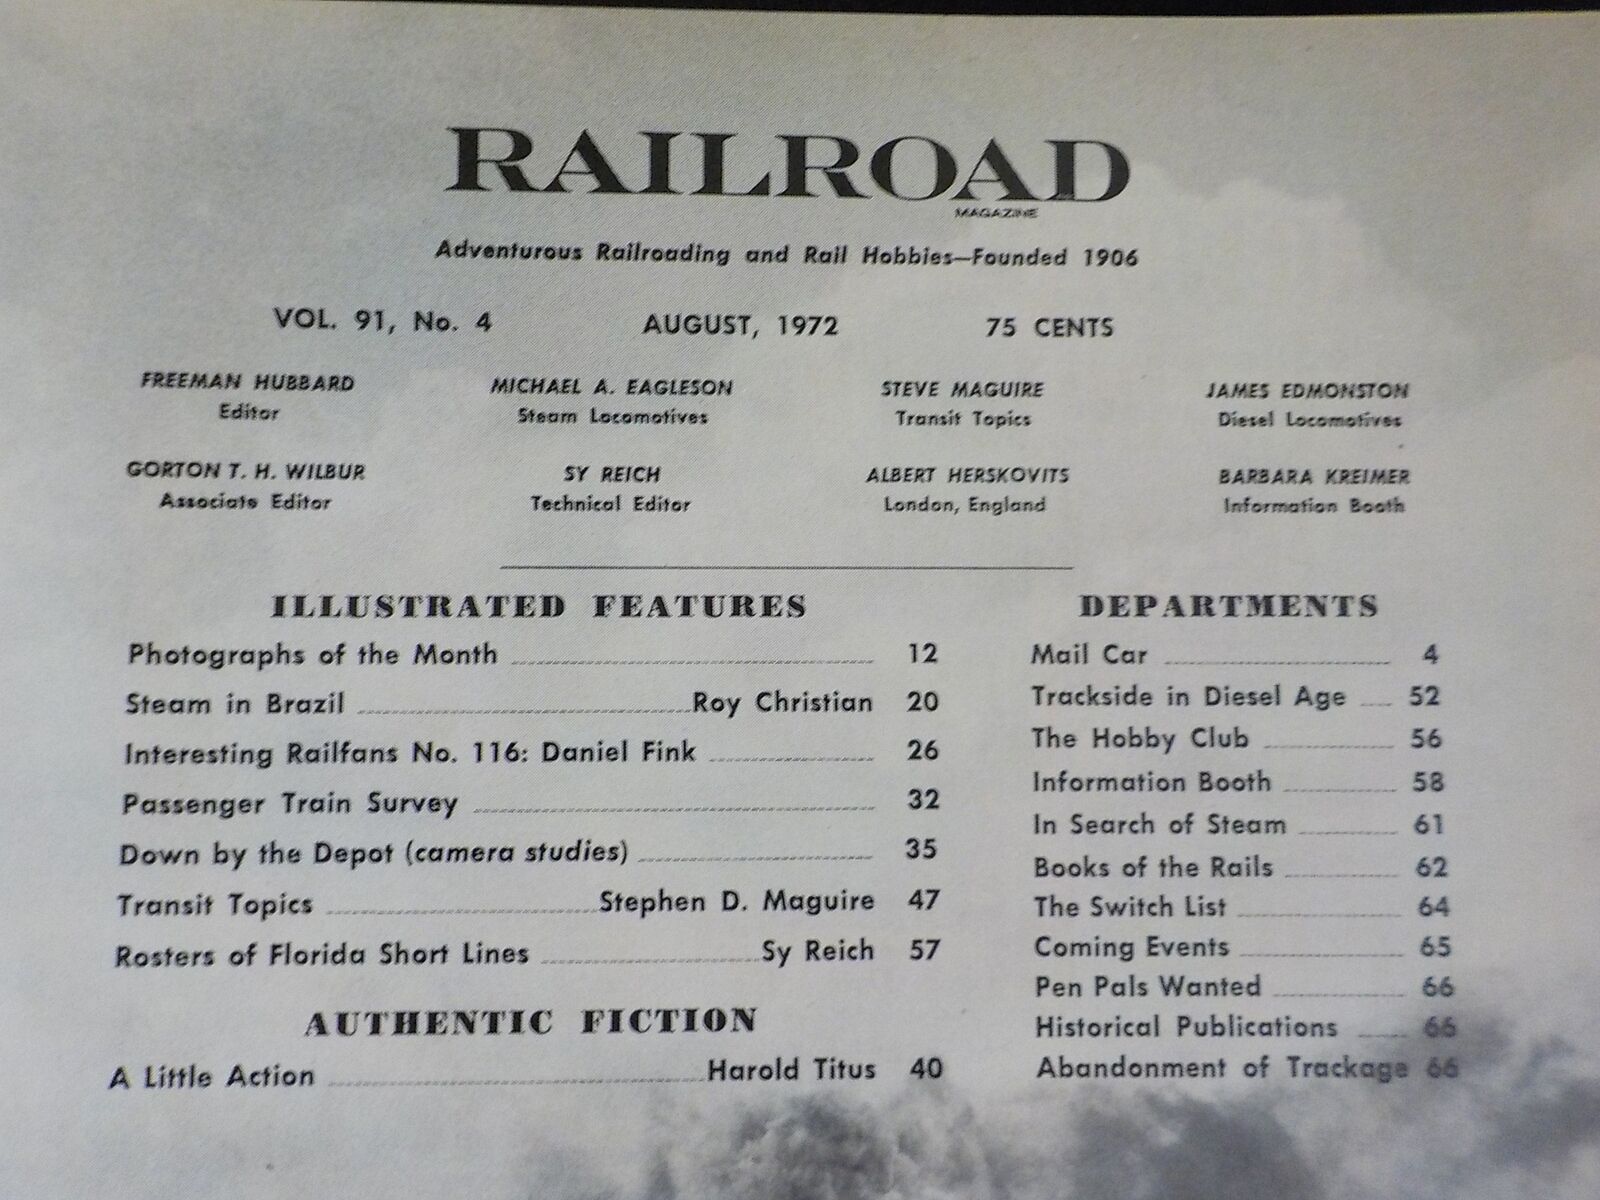 RAILROAD
MAGAZINE
Adventurous Railroading and Rail Hobbies—Founded 1906
VOL. 91, No. 4 AUGUST, 1972 75 CENTS
FREEMAN HUBBARD MICHAEL A. EAGLESON STEVE MAGUIRE JAMES EDMONSTON
Editor Steam Locomotives Transit Topics Diesel Locomotives
GORTON T. H. WILBUR SY REICH ALBERT HERSKOVITS BARBARA KREIMER
Associate Editor Technical Editor London, England Information Booth
ILLUSTRATED FEATURES
Photographs of the Month 12
Steam in Brazil Roy Christian 20
Interesting Railfans No. 116: Daniel Fink 26
Passenger Train Survey 32
Down by the Depot (camera studies) 35
Transit Topics Stephen D. Maguire 47
Rosters of Florida Short Lines Sy Reich 57
AUTHENTIC FICTION
A Little Action Harold Titus 40
DEPARTMENTS
Mail Car 4
Trackside in Diesel Age 52
The Hobby Club 56
Information Booth 58
In Search of Steam 61
Books of the Rails 62
The Switch List 64
Coming Events 65
Pen Pals Wanted 66
Historical Publications 66
Abandonment of Trackage 66